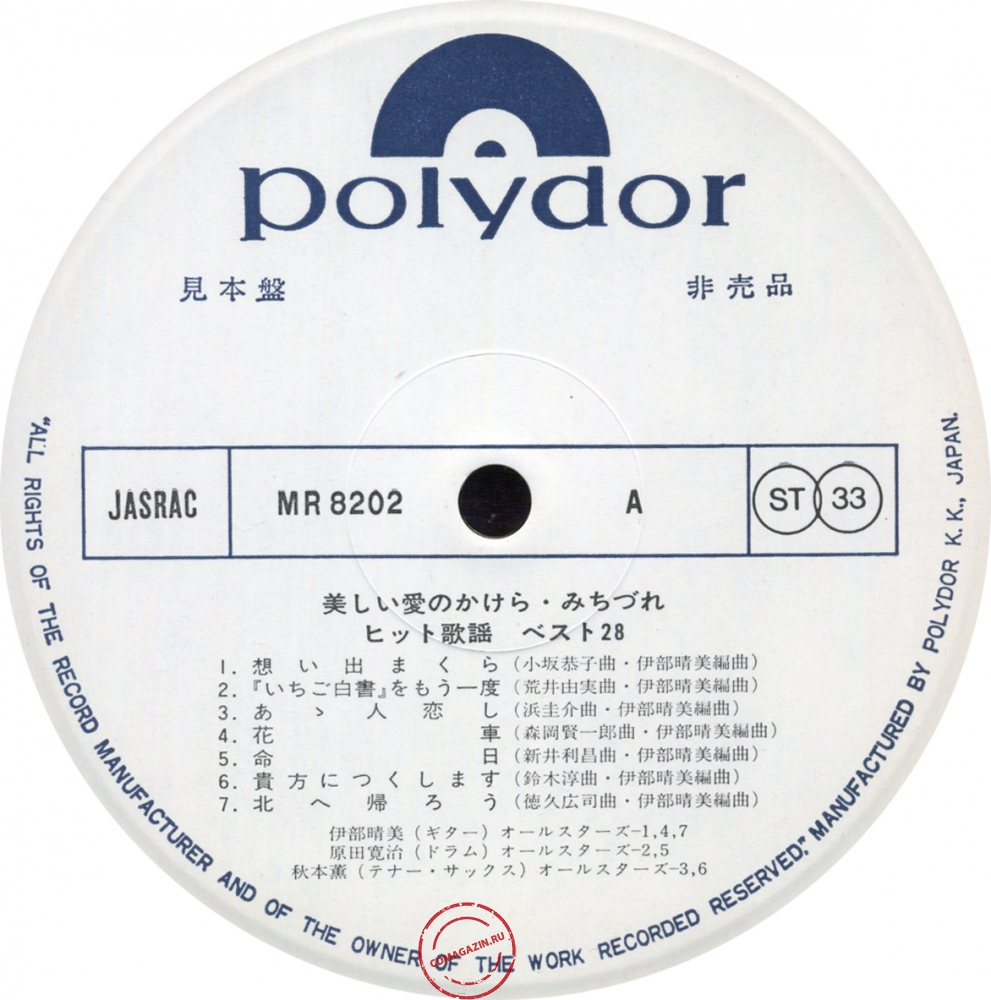 polydor
見本盤 非売品
JASRAC MR 8202 A ST 33
美しい愛のかけら・みちづれ
ヒット歌謡 ベスト28
1. 想い出まくら（小坂恭子曲・伊部晴美編曲）
2.『いちご白書』をもう一度（荒井由実曲・伊部晴美編曲）
3. あゝ人恋し（浜圭介曲・伊部晴美編曲）
4. 花車（森岡賢一郎曲・伊部晴美編曲）
5. 命日（新井利昌曲・伊部晴美編曲）
6. 貴方につくします（鈴木淳曲・伊部晴美編曲）
7. 北へ帰ろう（徳久広司曲・伊部晴美編曲）
伊部晴美（ギター）オールスターズ-1,4,7
原田寛治（ドラム）オールスターズ-2,5
秋本薫（テナー・サックス）オールスターズ-3,6
"ALL RIGHTS OF THE RECORD MANUFACTURER AND OF THE OWNER OF THE WORK RECORDED RESERVED," MANUFACTURED BY POLYDOR K.K., JAPAN.
CDMAGAZIN.RU